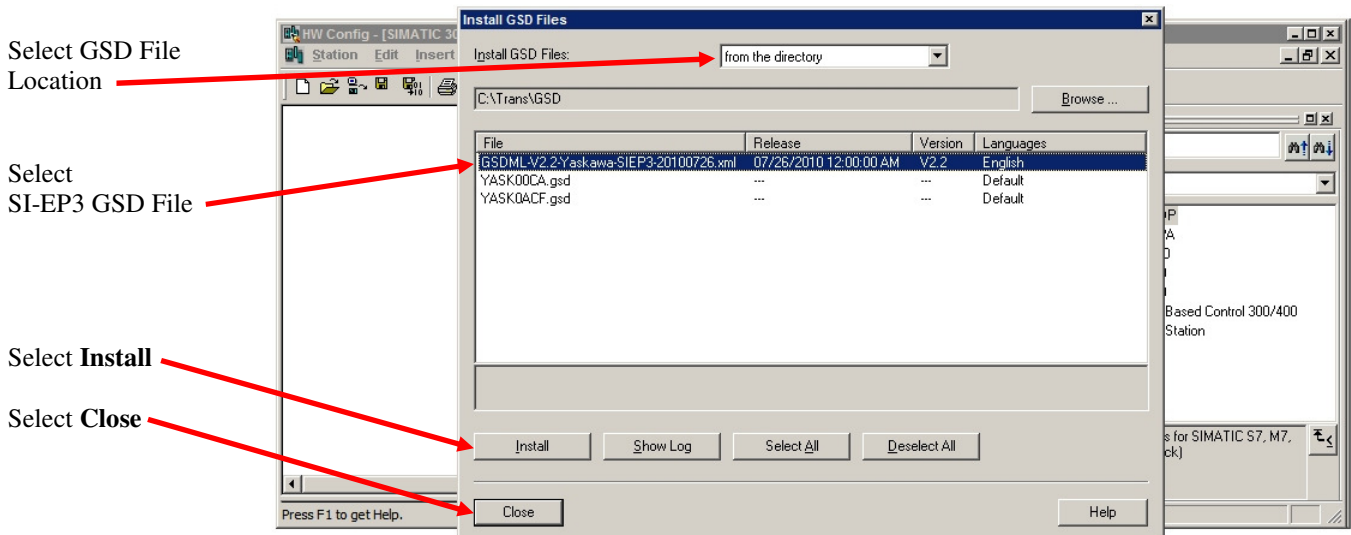 Select GSD File
Location
Select
SI-EP3 GSD File
Select Install
Select Close
HW Config - [SIMATIC 30
Station Edit Insert
Install GSD Files
Install GSD Files:
from the directory
C:\Trans\GSD
Browse ...
File Release Version Languages
GSDML-V2.2-Yaskawa-SIEP3-20100726.xml 07/26/2010 12:00:00 AM V2.2 English
YASK00CA.gsd --- --- Default
YASK0ACF.gsd --- --- Default
Install Show Log Select All Deselect All
Close Help
Based Control 300/400
Station
s for SIMATIC S7, M7,
ck)
Press F1 to get Help.